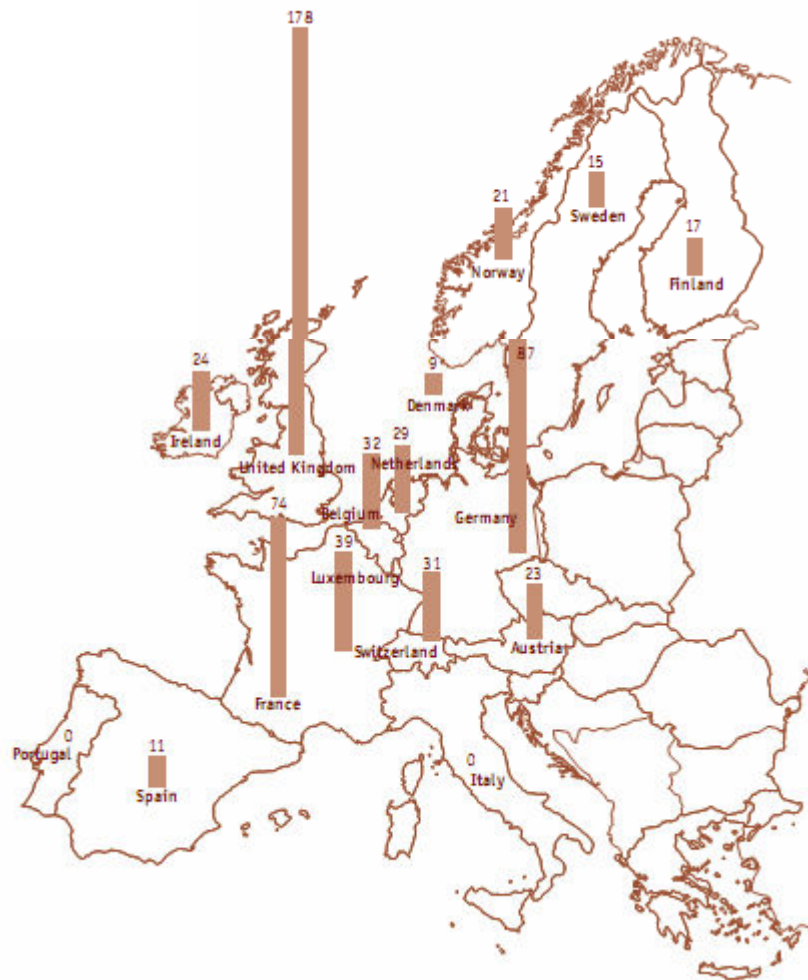 178
15
Sweden
21
Norway
17
Finland
24
Ireland
9
Denmark
87
Germany
United Kingdom
32
Belgium
29
Netherlands
74
France
39
Luxembourg
31
Switzerland
23
Austria
0
Portugal
11
Spain
0
Italy